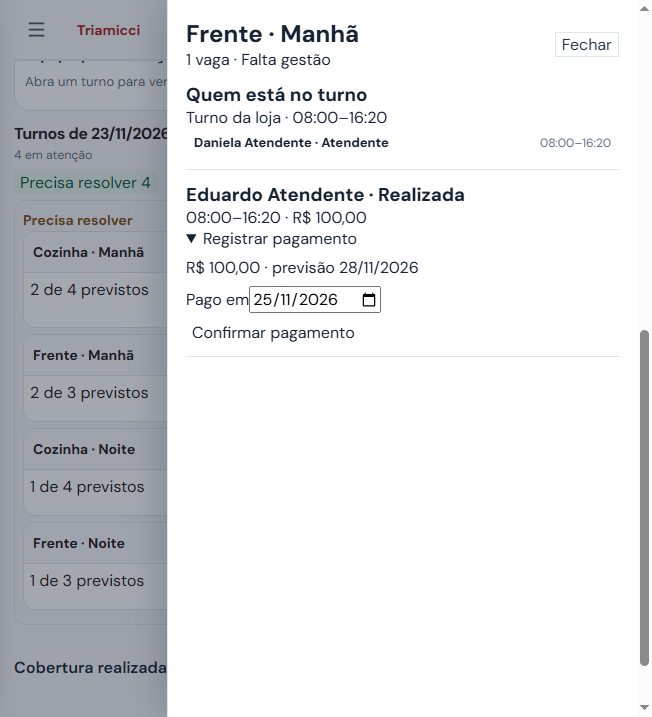 Triamicci
Abra um turno para ver
Turnos de 23/11/2026
4 em atenção
Precisa resolver 4
Precisa resolver
Cozinha · Manhã
2 de 4 previstos
Frente · Manhã
2 de 3 previstos
Cozinha · Noite
1 de 4 previstos
Frente · Noite
1 de 3 previstos
Cobertura realizada
Frente · Manhã
Fechar
1 vaga · Falta gestão
Quem está no turno
Turno da loja · 08:00–16:20
Daniela Atendente · Atendente 08:00–16:20
Eduardo Atendente · Realizada
08:00–16:20 · R$ 100,00
▼ Registrar pagamento
R$ 100,00 · previsão 28/11/2026
Pago em 25/11/2026
Confirmar pagamento